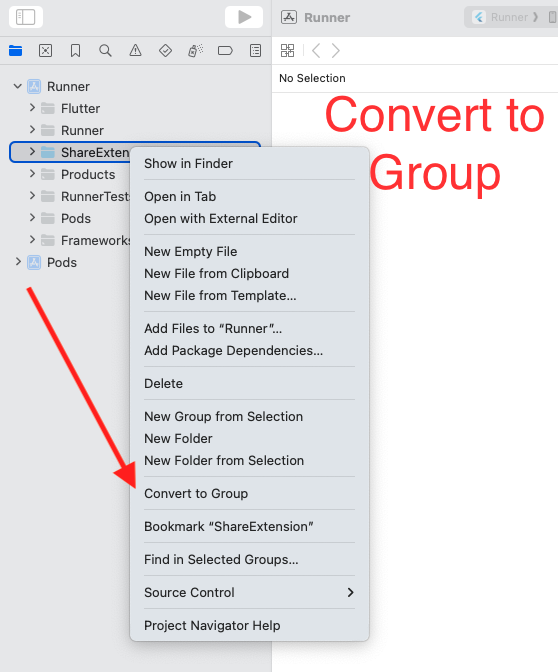 Runner
Runner
No Selection
Convert to
Group
Runner
Flutter
Runner
ShareExten
Products
RunnerTest
Pods
Frameworks
Pods
Show in Finder
Open in Tab
Open with External Editor
New Empty File
New File from Clipboard
New File from Template...
Add Files to “Runner”...
Add Package Dependencies...
Delete
New Group from Selection
New Folder
New Folder from Selection
Convert to Group
Bookmark “ShareExtension”
Find in Selected Groups...
Source Control
Project Navigator Help